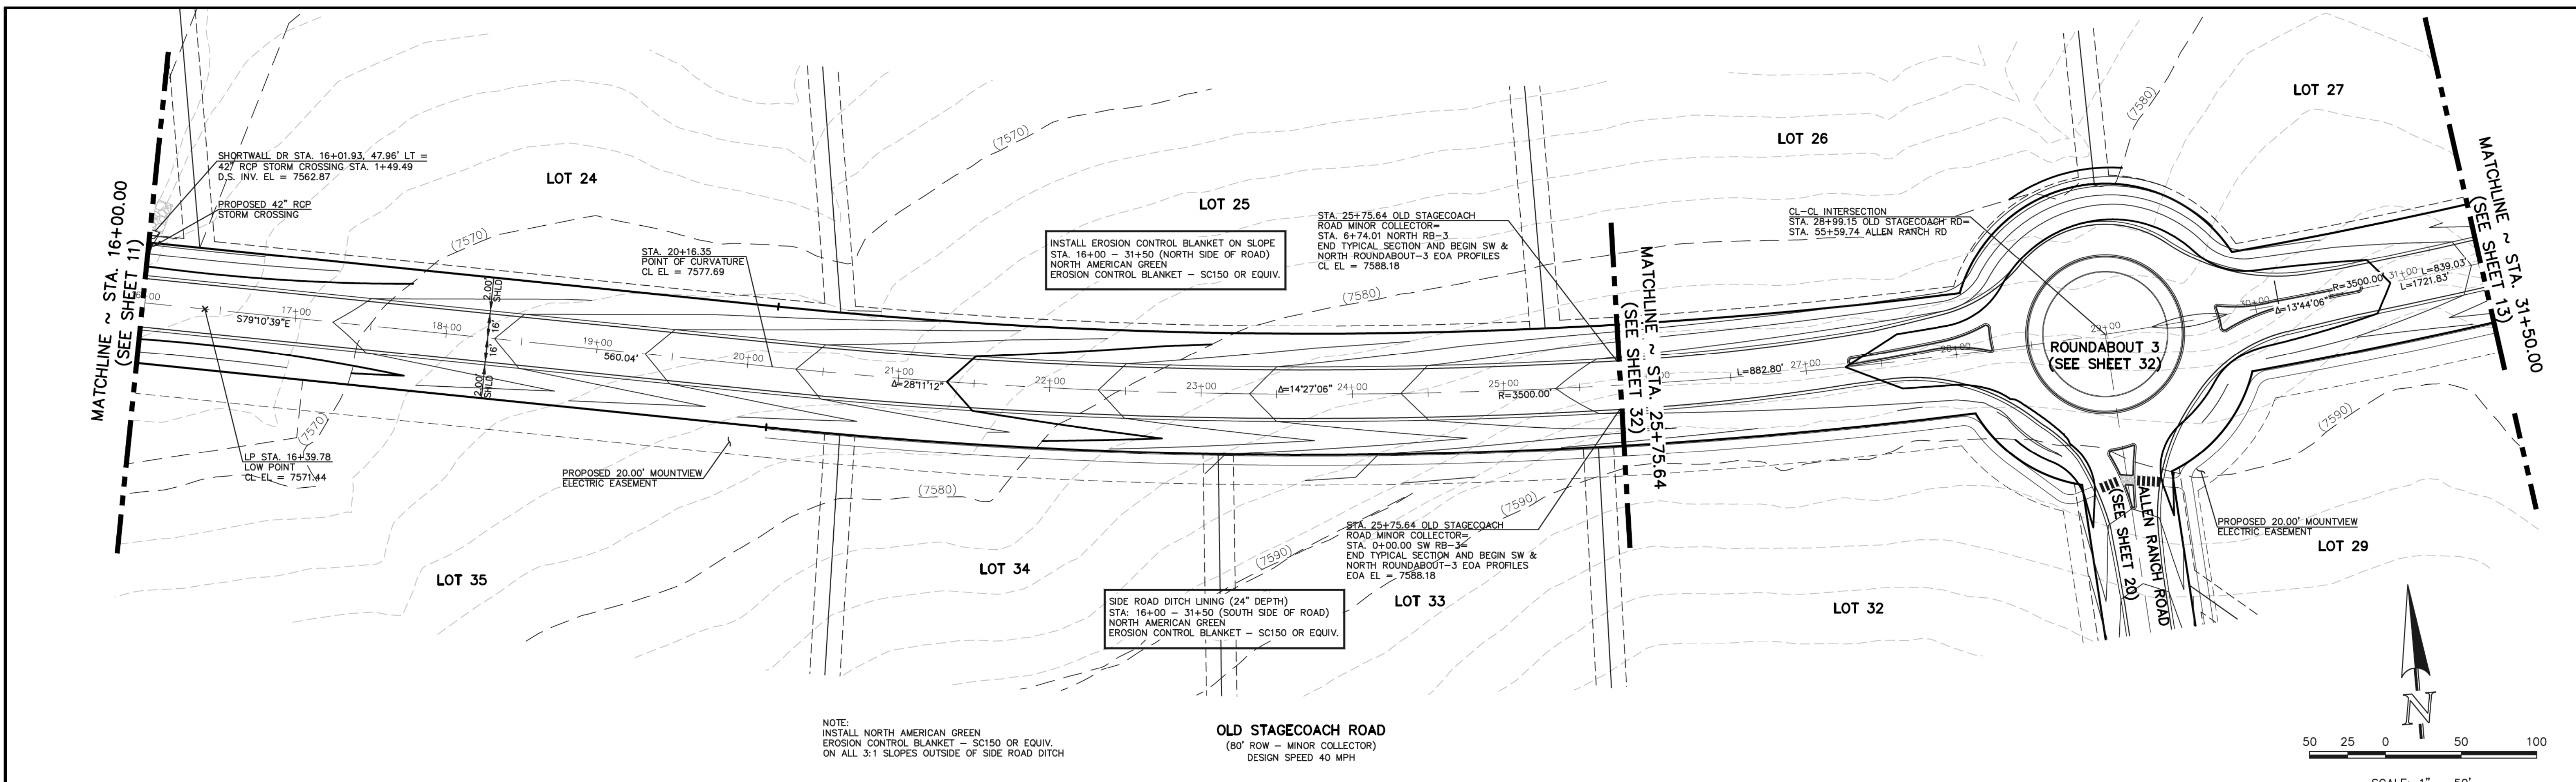 MATCHLINE ~ STA. 16+00.00
(SEE SHEET 11)
SHORTWALL DR STA. 16+01.93, 47.96' LT =
42" RCP STORM CROSSING STA. 1+49.49
D.S. INV. EL = 7562.87
PROPOSED 42" RCP
STORM CROSSING
LOT 24
(7570)
(7570)
STA. 20+16.35
POINT OF CURVATURE
CL EL = 7577.69
LOT 25
INSTALL EROSION CONTROL BLANKET ON SLOPE
STA. 16+00 – 31+50 (NORTH SIDE OF ROAD)
NORTH AMERICAN GREEN
EROSION CONTROL BLANKET – SC150 OR EQUIV.
STA. 25+75.64 OLD STAGECOACH
ROAD MINOR COLLECTOR=
STA. 6+74.01 NORTH RB-3
END TYPICAL SECTION AND BEGIN SW &
NORTH ROUNDABOUT-3 EOA PROFILES
CL EL = 7588.18
(7580)
LOT 26
CL-CL INTERSECTION
STA. 28+99.15 OLD STAGECOACH RD=
STA. 55+59.74 ALLEN RANCH RD
(7580)
LOT 27
MATCHLINE ~ STA. 31+50.00
(SEE SHEET 13)
17+00
S79°10'39"E
18+00
2.00'
SHLD
16'
16'
2.00'
SHLD
19+00
560.04'
20+00
21+00
Δ=28°11'12"
22+00
23+00
Δ=14°27'06"
24+00
25+00
R=3500.00'
MATCHLINE ~ STA. 25+75.64
(SEE SHEET 32)
L=882.80'
27+00
28+00
29+00
ROUNDABOUT 3
(SEE SHEET 32)
30+00
Δ=13°44'06"
R=3500.00'
31+00
L=839.03'
L=1721.83'
(7570)
LP STA. 16+39.78
LOW POINT
CL EL = 7571.44
PROPOSED 20.00' MOUNTVIEW
ELECTRIC EASEMENT
(7580)
(7590)
(7590)
STA. 25+75.64 OLD STAGECOACH
ROAD MINOR COLLECTOR=
STA. 0+00.00 SW RB-3=
END TYPICAL SECTION AND BEGIN SW &
NORTH ROUNDABOUT-3 EOA PROFILES
EOA EL = 7588.18
(7590)
PROPOSED 20.00' MOUNTVIEW
ELECTRIC EASEMENT
LOT 29
ALLEN RANCH ROAD
(SEE SHEET 20)
LOT 35
LOT 34
SIDE ROAD DITCH LINING (24" DEPTH)
STA: 16+00 – 31+50 (SOUTH SIDE OF ROAD)
NORTH AMERICAN GREEN
EROSION CONTROL BLANKET – SC150 OR EQUIV.
LOT 33
LOT 32
NOTE:
INSTALL NORTH AMERICAN GREEN
EROSION CONTROL BLANKET – SC150 OR EQUIV.
ON ALL 3:1 SLOPES OUTSIDE OF SIDE ROAD DITCH
OLD STAGECOACH ROAD
(80' ROW – MINOR COLLECTOR)
DESIGN SPEED 40 MPH
N
50 25 0 50 100